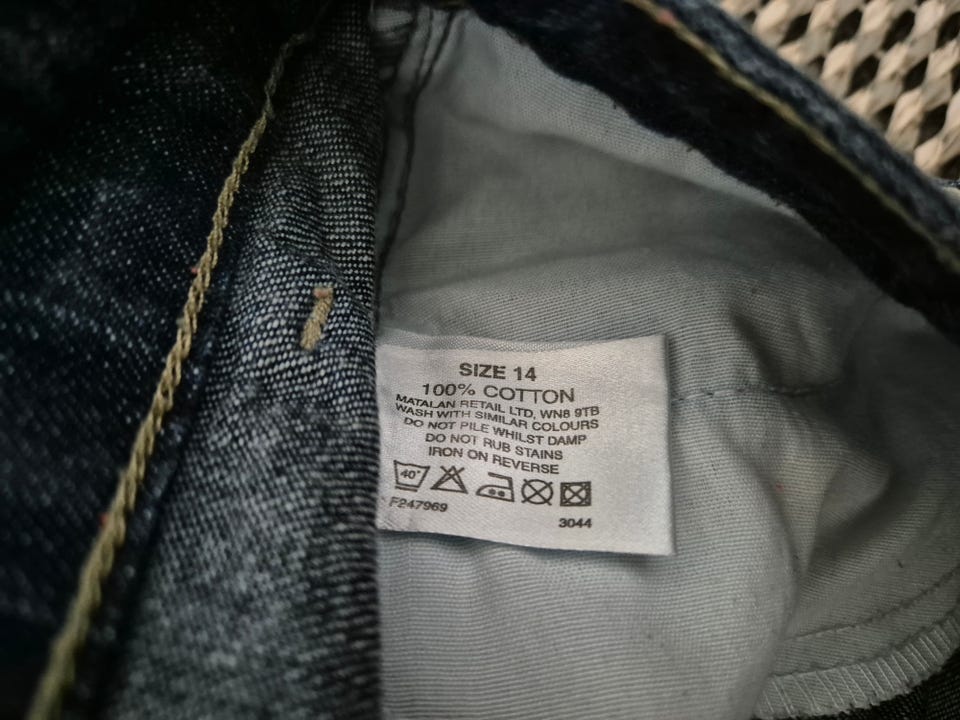 SIZE 14
100% COTTON
MATALAN RETAIL LTD, WN8 9TB
WASH WITH SIMILAR COLOURS
DO NOT PILE WHILST DAMP
DO NOT RUB STAINS
IRON ON REVERSE
40°
F247969
3044